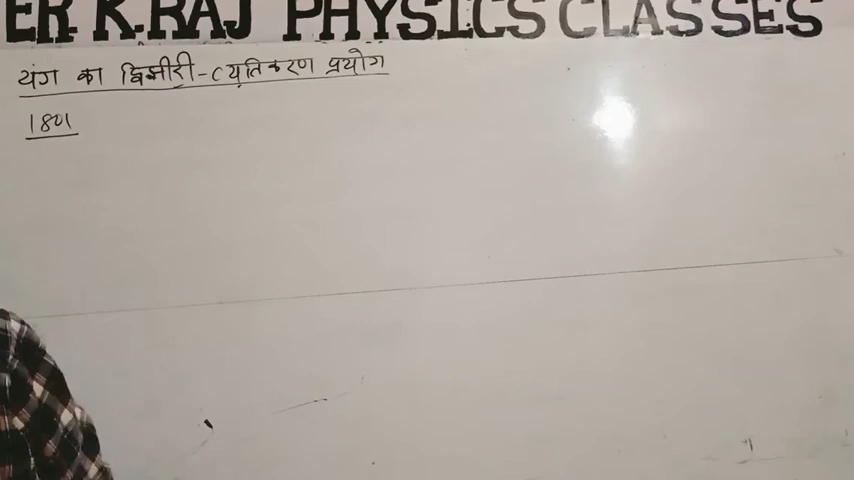 ER K.RAJ PHYSICS CLASSES
यंग का द्विझीरी-व्यतिकरण प्रयोग
1801